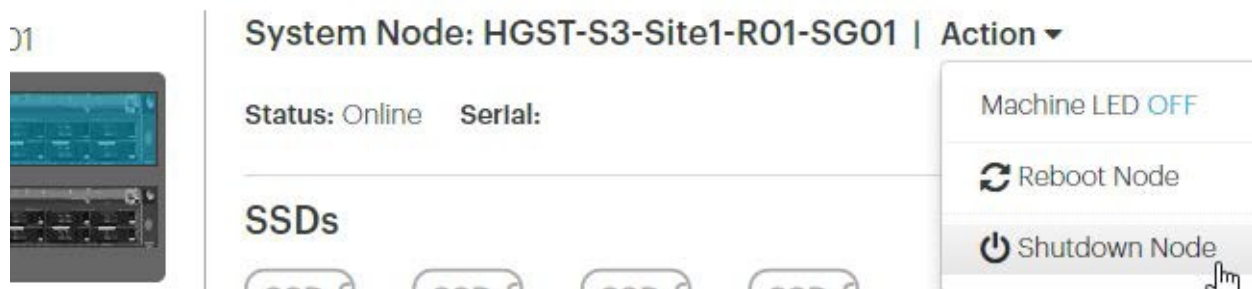 01
System Node: HGST-S3-Site1-R01-SG01 | Action
Status: Online Serial:
Machine LED OFF
Reboot Node
SSDs
Shutdown Node